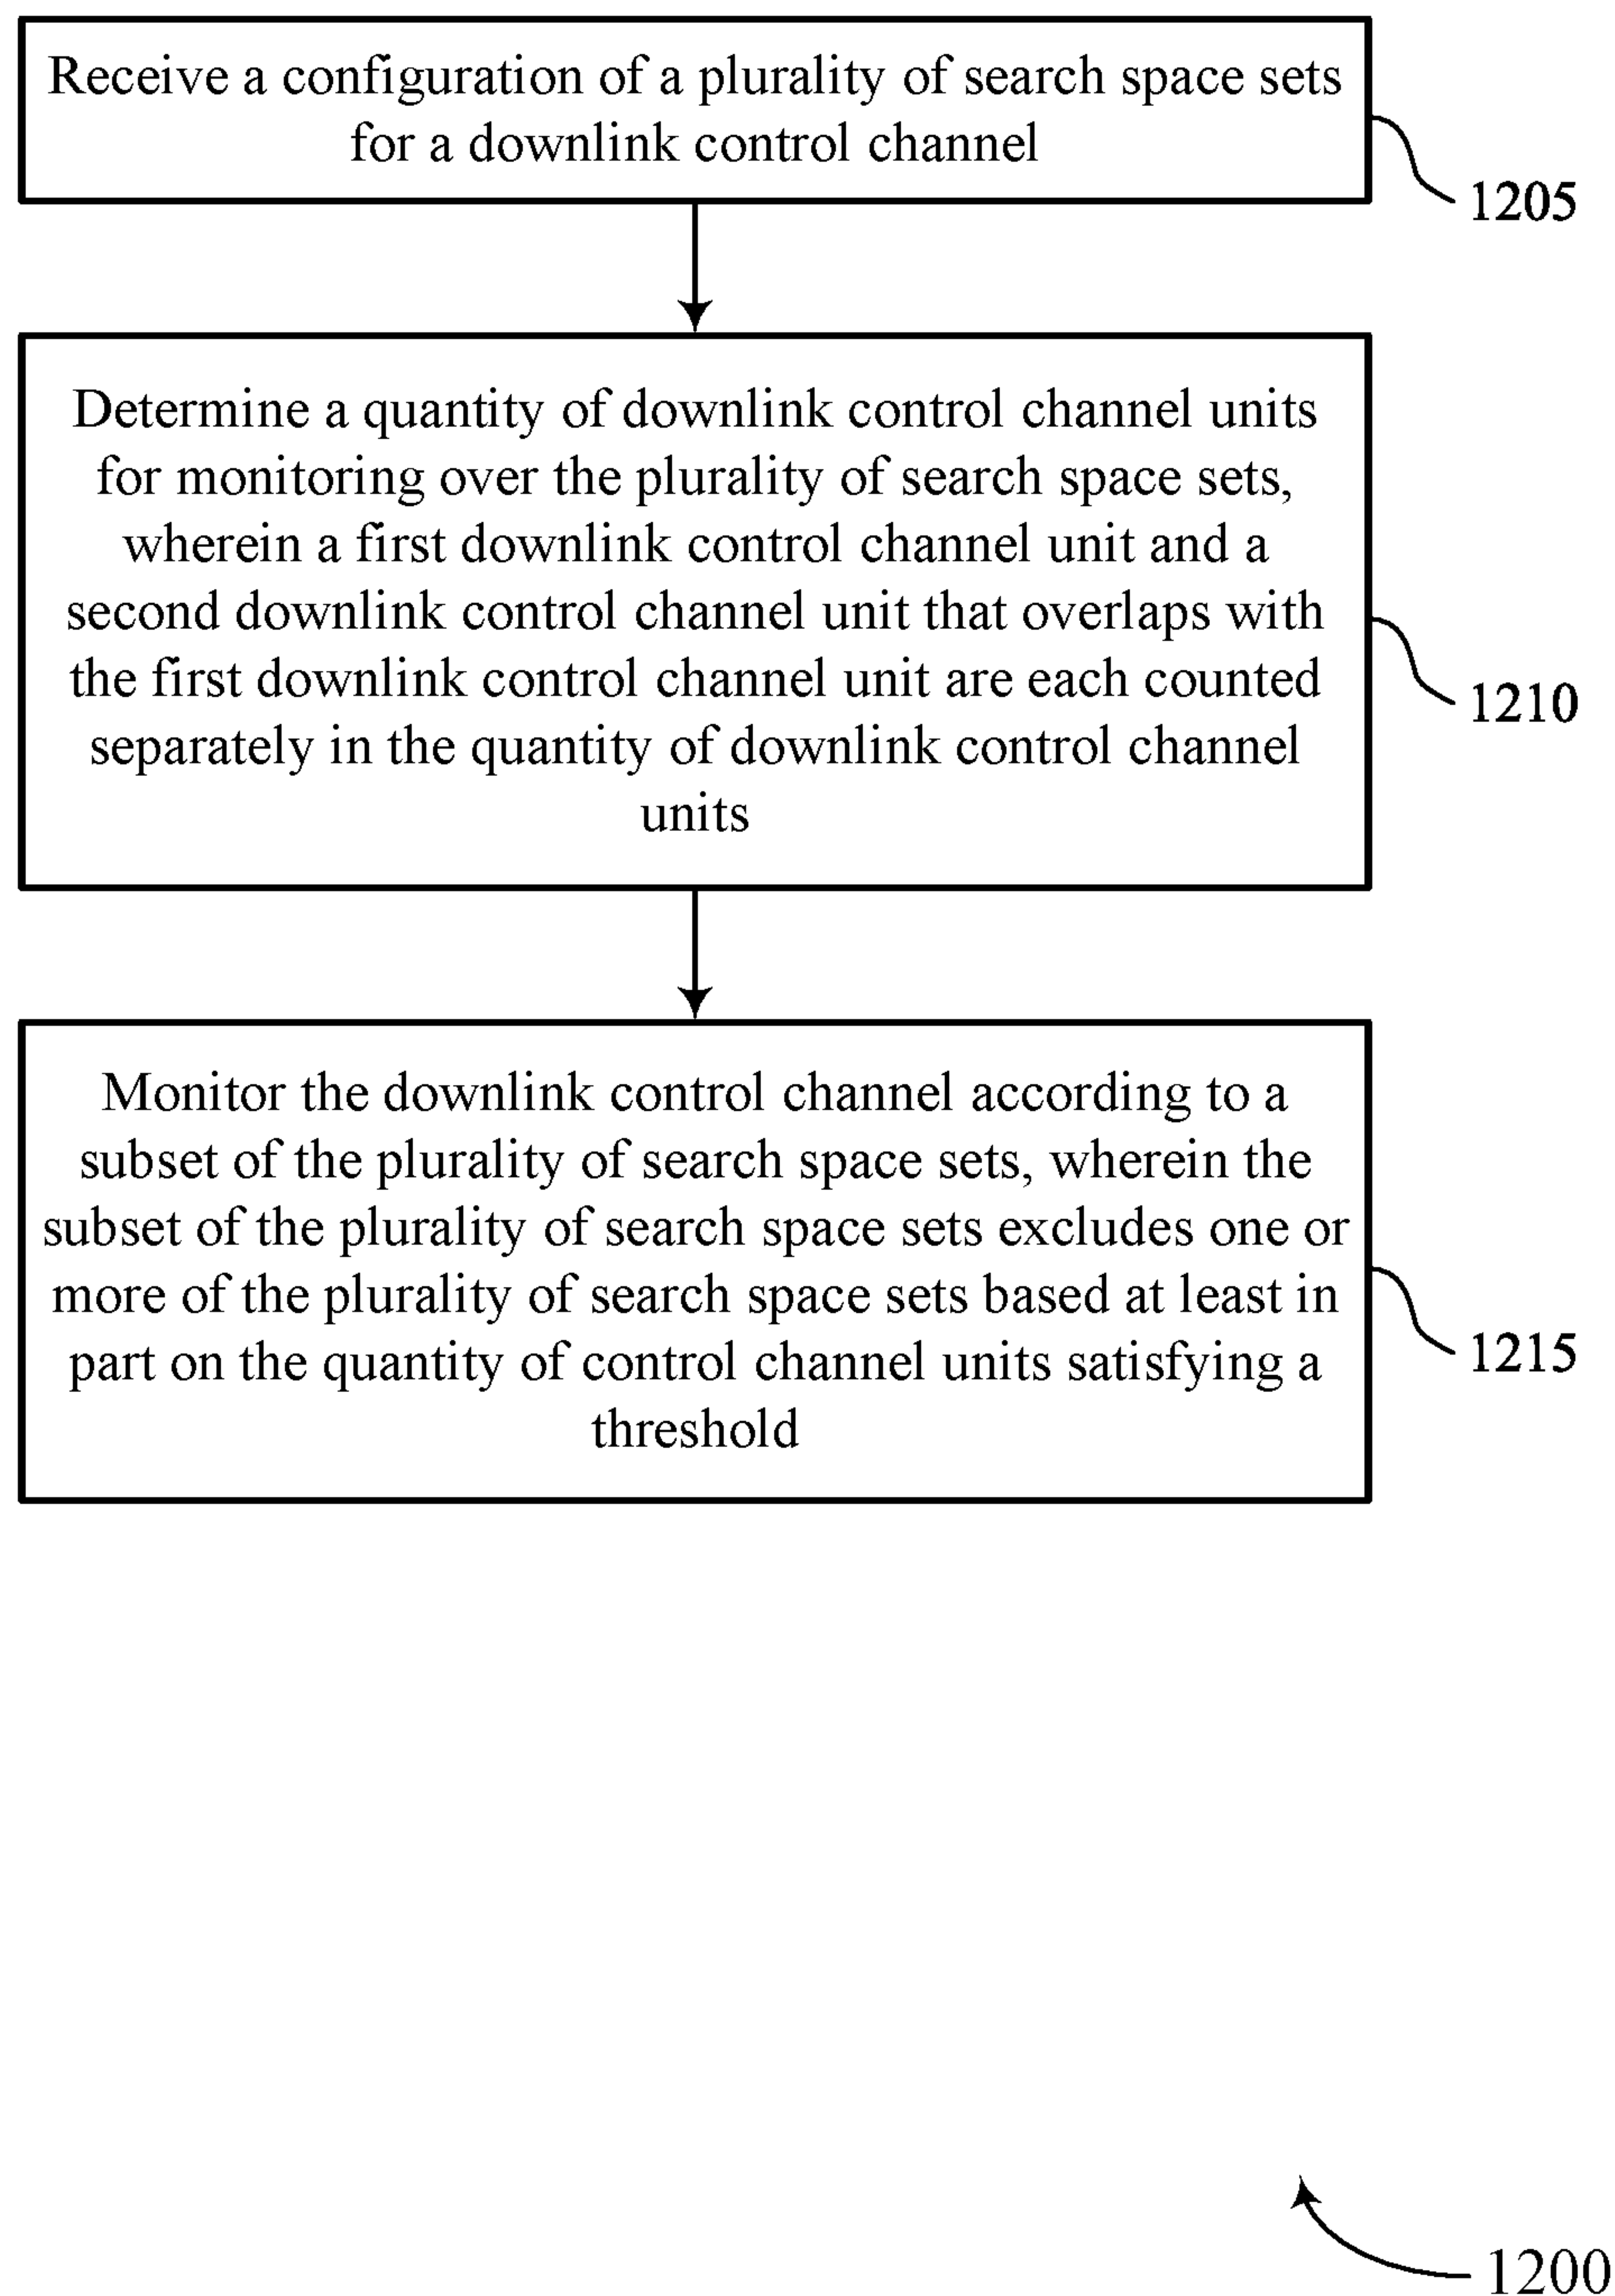 Receive a configuration of a plurality of search space sets
for a downlink control channel
1205
Determine a quantity of downlink control channel units
for monitoring over the plurality of search space sets,
wherein a first downlink control channel unit and a
second downlink control channel unit that overlaps with
the first downlink control channel unit are each counted
separately in the quantity of downlink control channel
units
1210
Monitor the downlink control channel according to a
subset of the plurality of search space sets, wherein the
subset of the plurality of search space sets excludes one or
more of the plurality of search space sets based at least in
part on the quantity of control channel units satisfying a
threshold
1215
1200